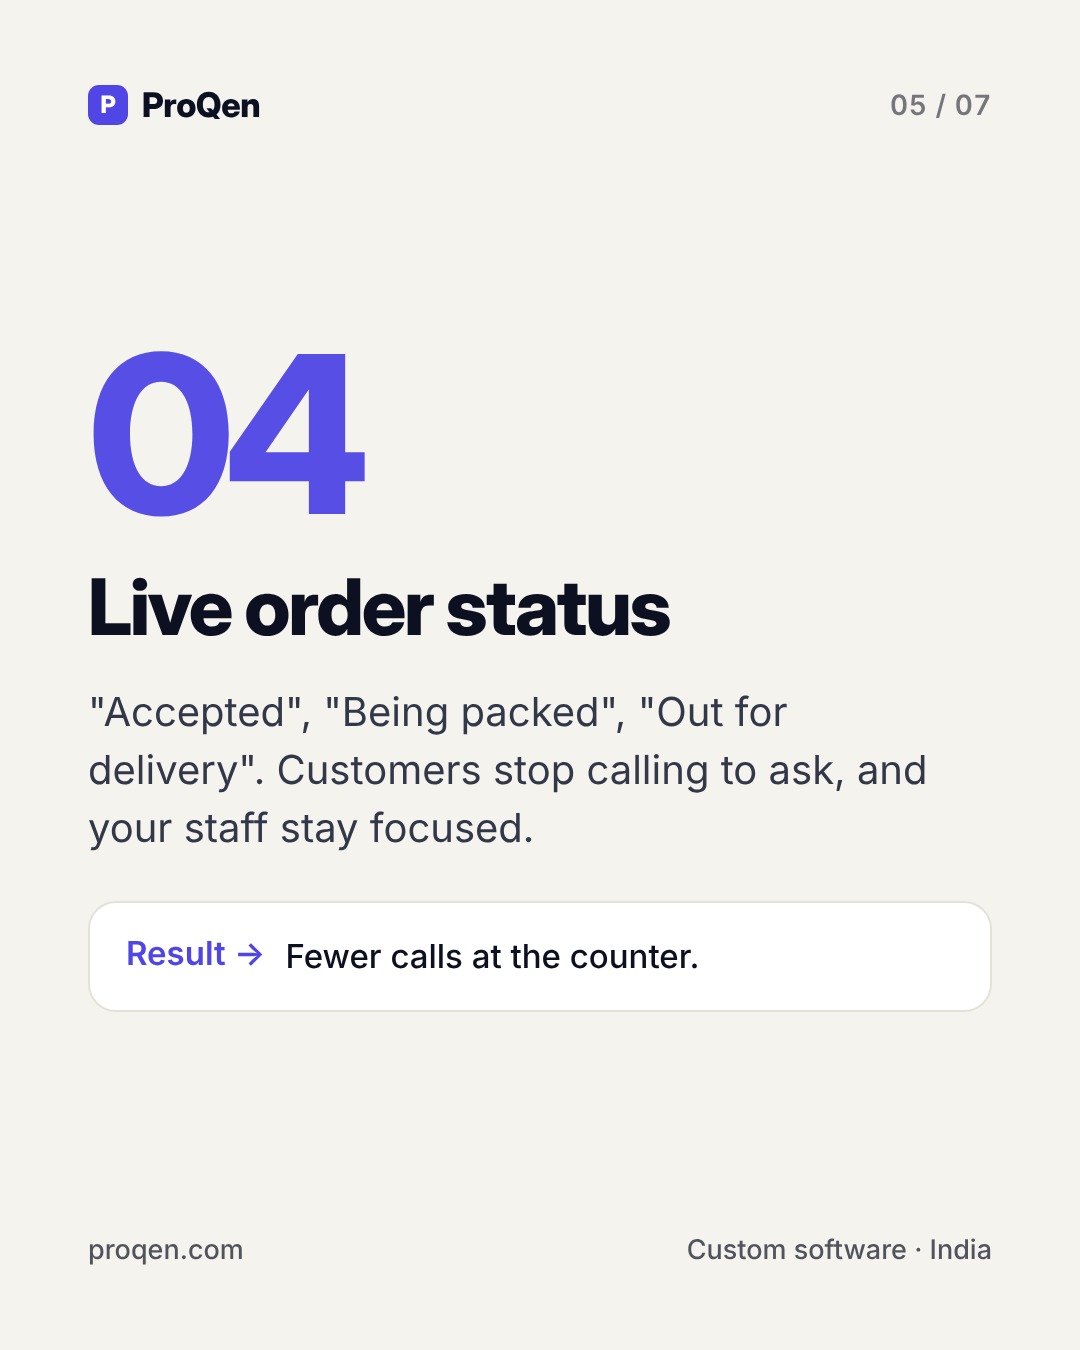 P ProQen
05 / 07
04
Live order status
"Accepted", "Being packed", "Out for
delivery". Customers stop calling to ask, and
your staff stay focused.
Result → Fewer calls at the counter.
proqen.com
Custom software · India